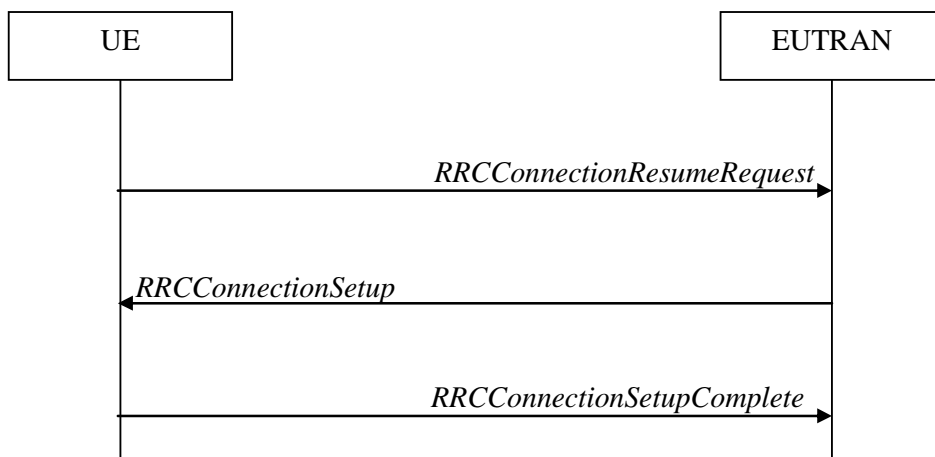 UE
EUTRAN
RRCConnectionResumeRequest
RRCConnectionSetup
RRCConnectionSetupComplete